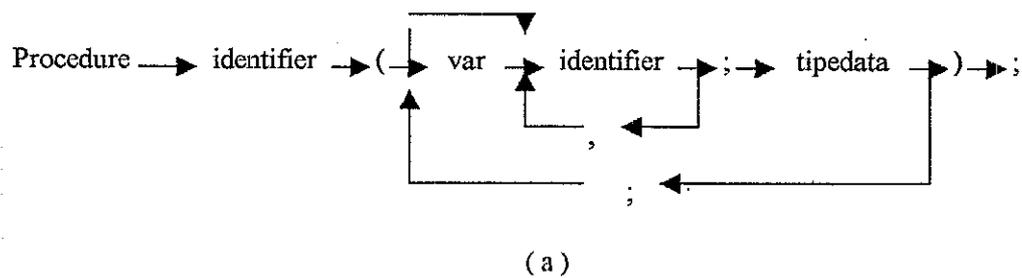 Procedure identifier ( var identifier ; tipedata ) ;
,
;
( a )